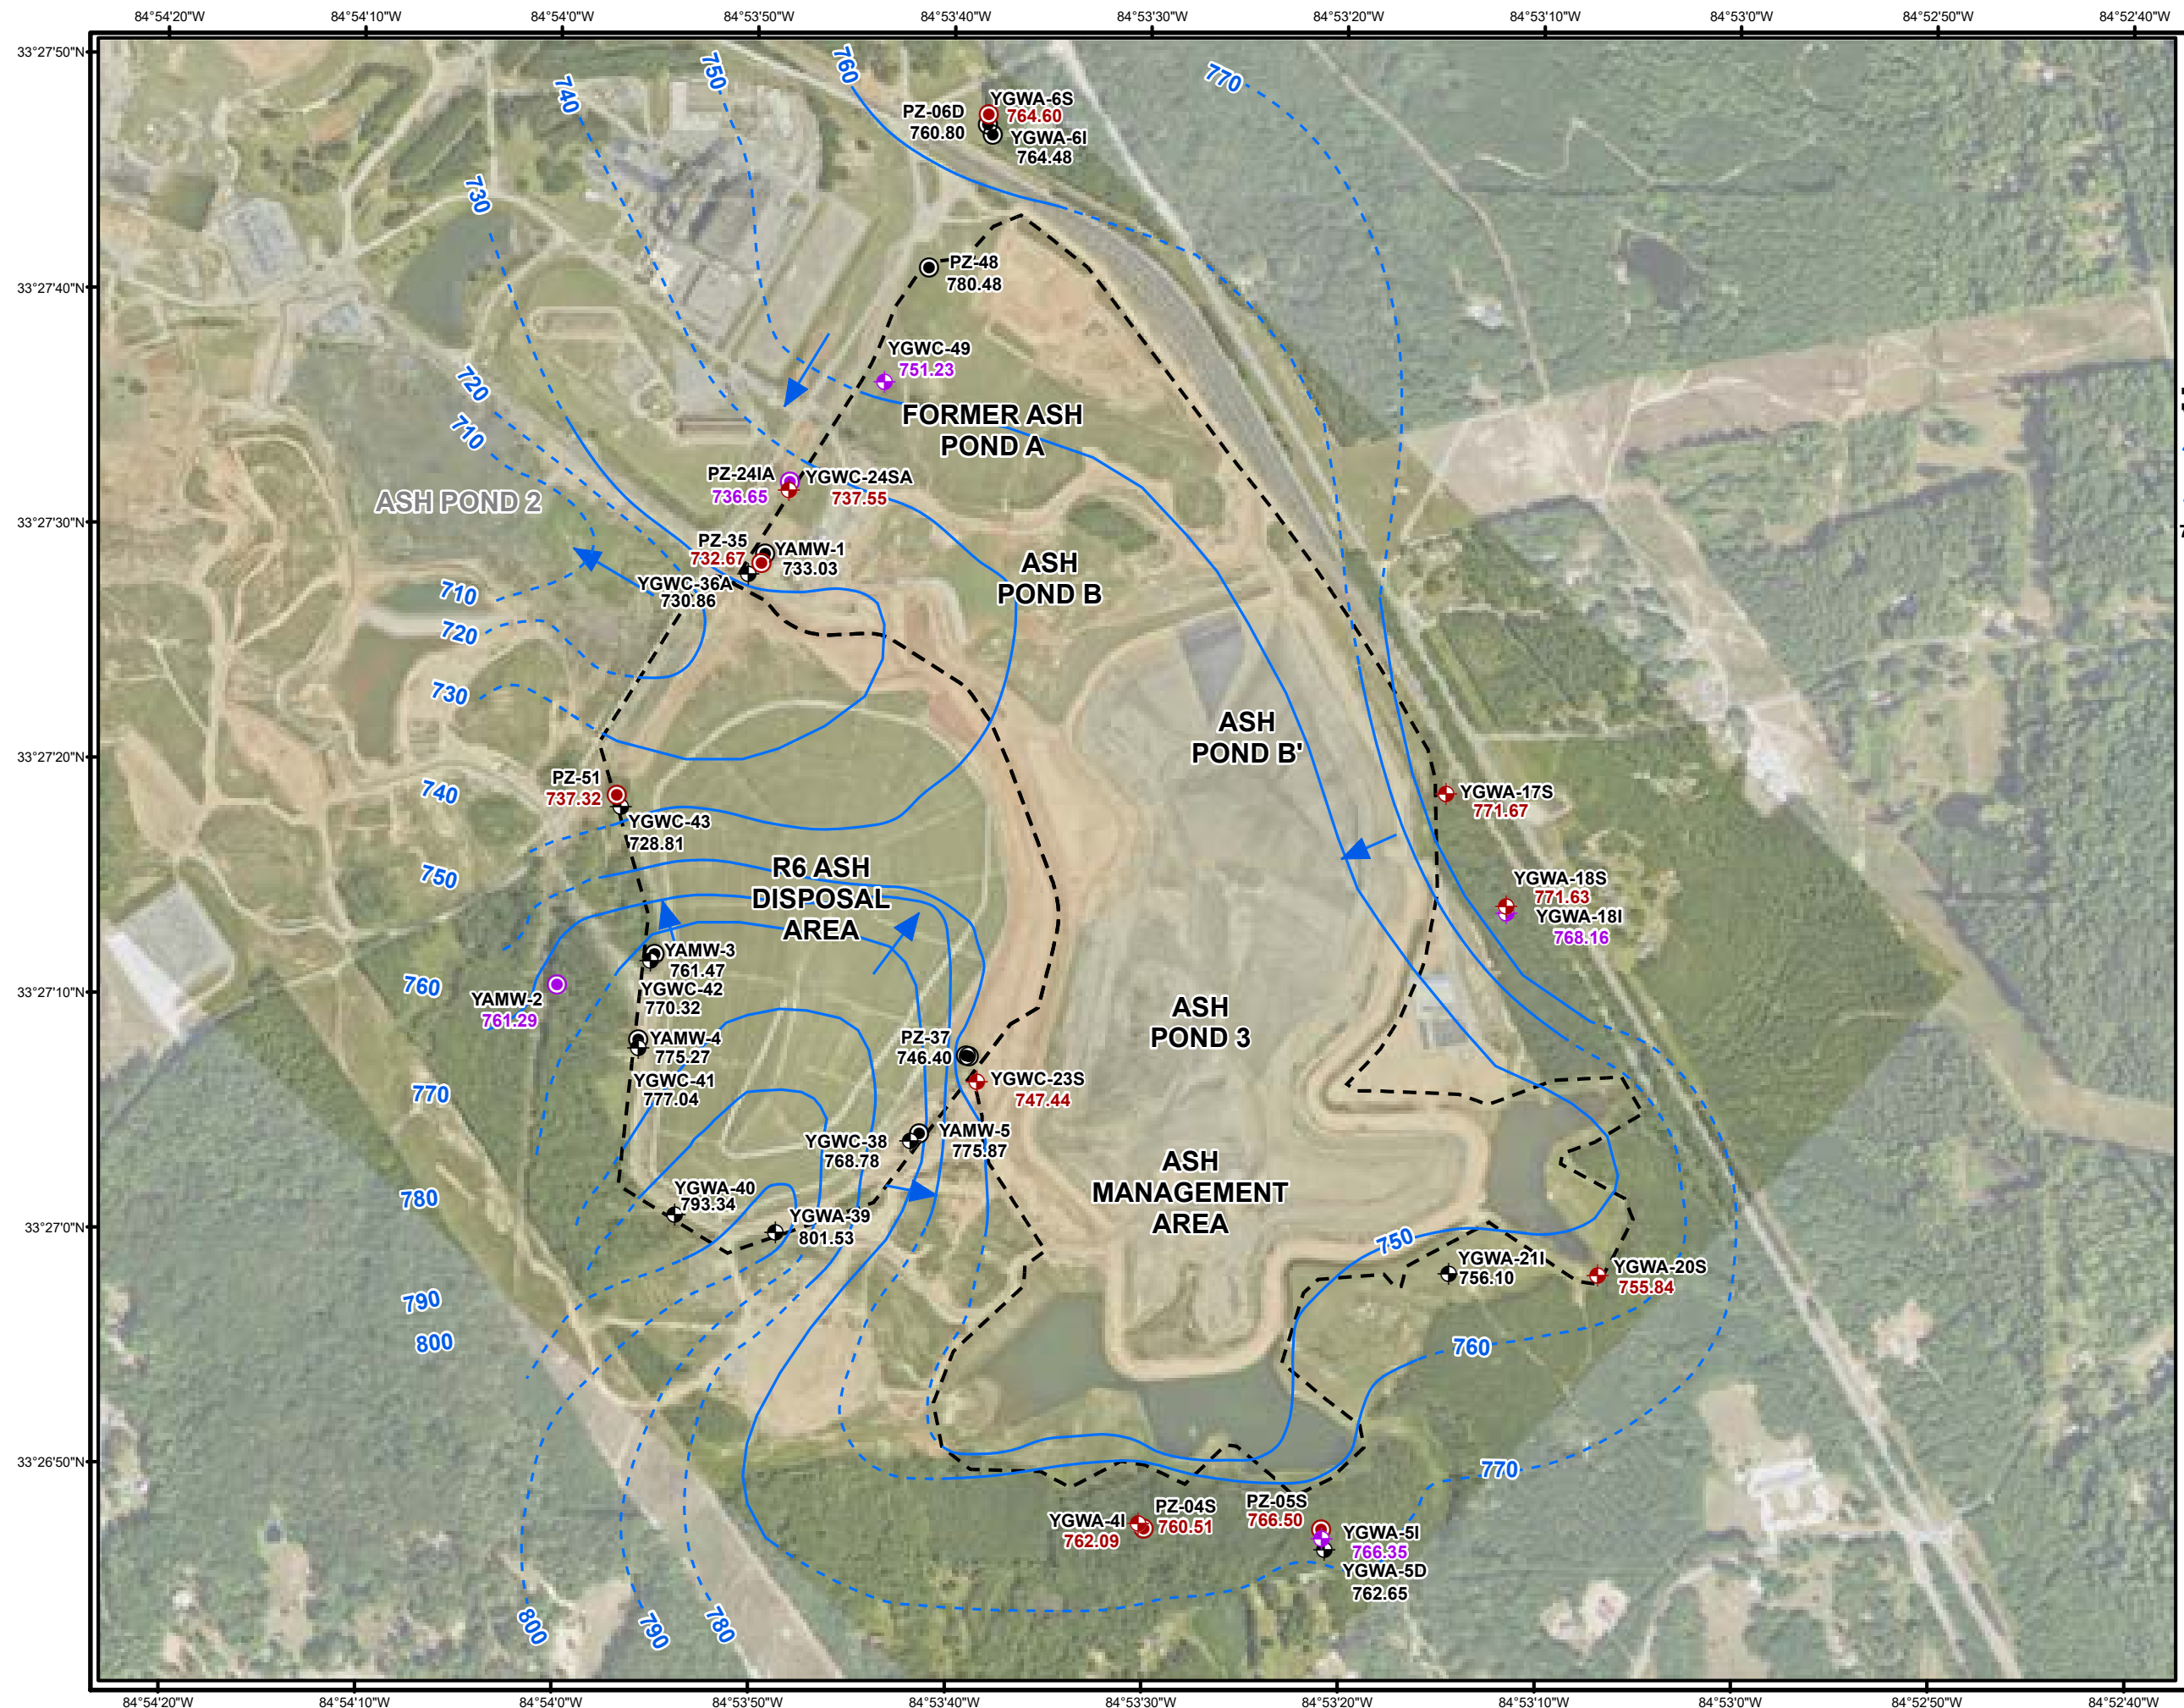 84°54'20"W
84°54'10"W
84°54'0"W
84°53'50"W
84°53'40"W
84°53'30"W
84°53'20"W
84°53'10"W
84°53'0"W
84°52'50"W
84°52'40"W
33°27'50"N
740
750
760
770
PZ-06D
760.80
YGWA-6S
764.60
YGWA-6I
764.48
730
33°27'40"N
PZ-48
780.48
YGWC-49
751.23
720
710
FORMER ASH
POND A
PZ-24IA
736.65
YGWC-24SA
737.55
ASH POND 2
33°27'30"N
PZ-35
732.67
YAMW-1
733.03
YGWC-36A
730.86
ASH
POND B
710
720
730
ASH
POND B'
33°27'20"N
PZ-51
737.32
YGWC-43
728.81
740
YGWA-17S
771.67
750
R6 ASH
DISPOSAL
AREA
YGWA-18S
771.63
YGWA-18I
768.16
YAMW-3
761.47
YGWC-42
770.32
33°27'10"N
760
YAMW-2
761.29
ASH
POND 3
YAMW-4
775.27
YGWC-41
777.04
PZ-37
746.40
YGWC-23S
747.44
770
YGWC-38
768.78
YAMW-5
775.87
ASH
MANAGEMENT
AREA
780
YGWA-40
793.34
YGWA-39
801.53
33°27'0"N
750
YGWA-21I
756.10
YGWA-20S
755.84
790
800
760
33°26'50"N
770
YGWA-4I
762.09
PZ-04S
760.51
PZ-05S
766.50
YGWA-5I
766.35
YGWA-5D
762.65
800
790
780
84°54'20"W
84°54'10"W
84°54'0"W
84°53'50"W
84°53'40"W
84°53'30"W
84°53'20"W
84°53'10"W
84°53'0"W
84°52'50"W
84°52'40"W